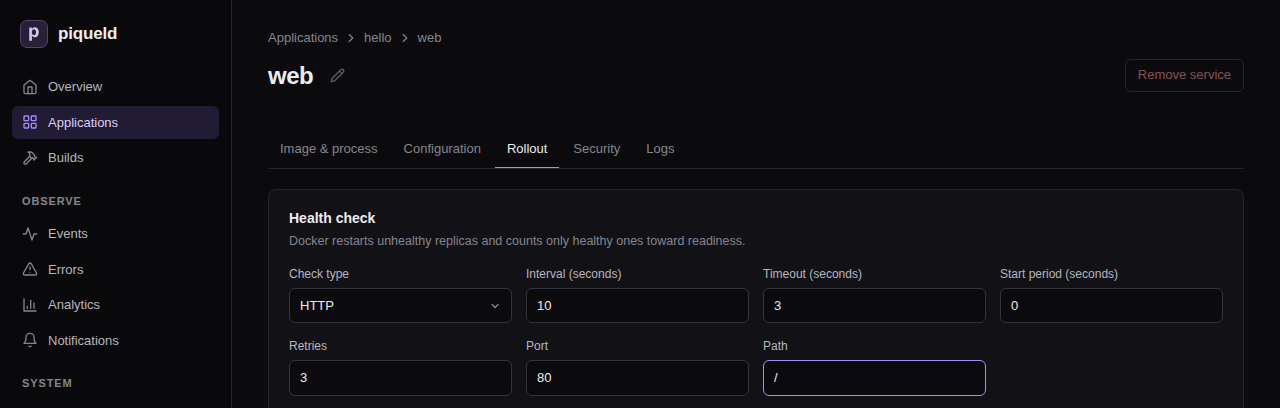 p piqueld
Overview
Applications
Builds
OBSERVE
Events
Errors
Analytics
Notifications
SYSTEM
Applications > hello > web
web
Remove service
Image & process Configuration Rollout Security Logs
Health check
Docker restarts unhealthy replicas and counts only healthy ones toward readiness.
Check type Interval (seconds) Timeout (seconds) Start period (seconds)
HTTP 10 3 0
Retries Port Path
3 80 /